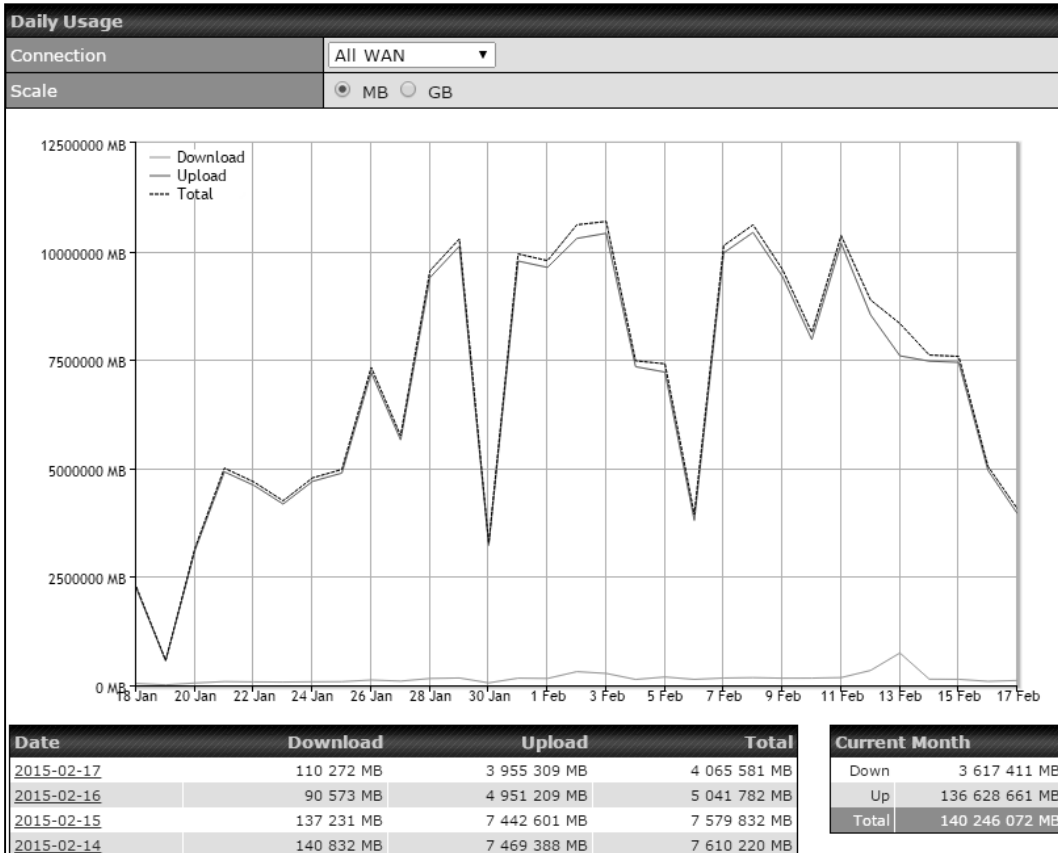 Daily Usage
Connection All WAN
Scale MB GB
12500000 MB
Download
Upload
Total
10000000 MB
7500000 MB
5000000 MB
2500000 MB
0 MB
18 Jan 20 Jan 22 Jan 24 Jan 26 Jan 28 Jan 30 Jan 1 Feb 3 Feb 5 Feb 7 Feb 9 Feb 11 Feb 13 Feb 15 Feb 17 Feb
Date Download Upload Total
2015-02-17 110 272 MB 3 955 309 MB 4 065 581 MB
2015-02-16 90 573 MB 4 951 209 MB 5 041 782 MB
2015-02-15 137 231 MB 7 442 601 MB 7 579 832 MB
2015-02-14 140 832 MB 7 469 388 MB 7 610 220 MB
Current Month
Down 3 617 411 MB
Up 136 628 661 MB
Total 140 246 072 MB